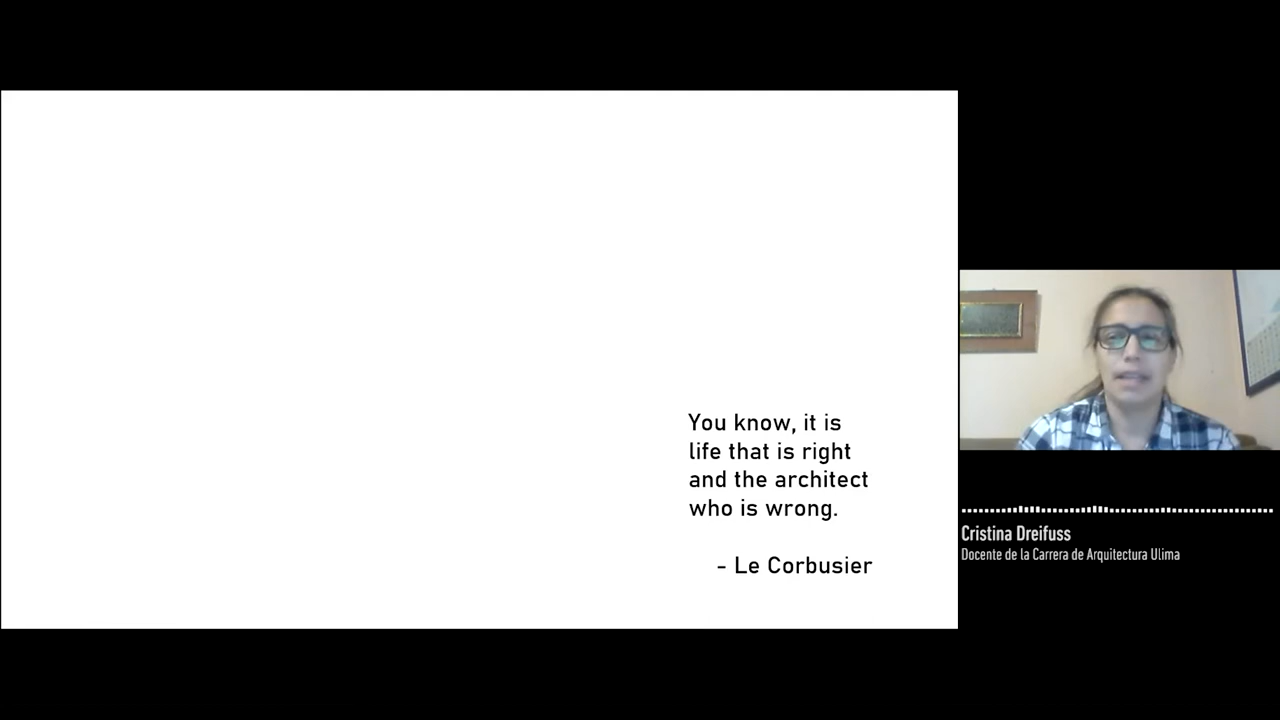 You know, it is
life that is right
and the architect
who is wrong.
- Le Corbusier
Cristina Dreifuss
Docente de la Carrera de Arquitectura Ulima